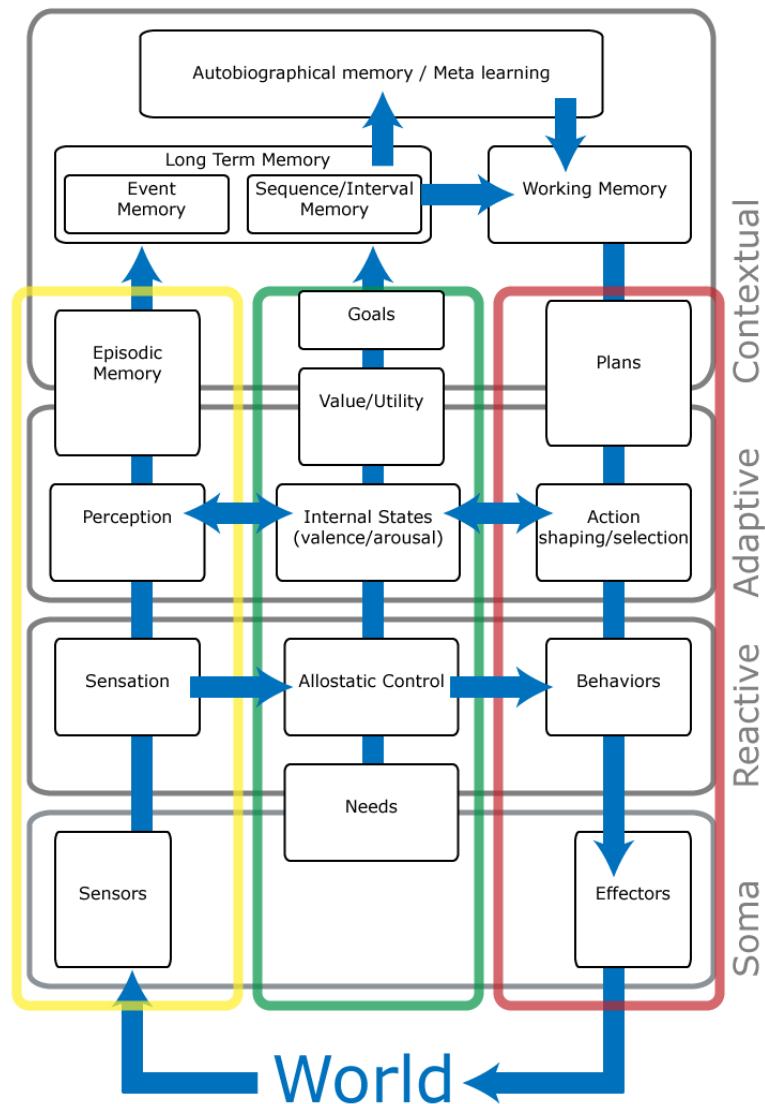 Autobiographical memory / Meta learning
Long Term Memory
Event
Memory
Sequence/Interval
Memory
Working Memory
Contextual
Goals
Episodic
Memory
Value/Utility
Plans
Perception
Internal States
(valence/arousal)
Action
shaping/selection
Adaptive
Sensation
Allostatic Control
Behaviors
Reactive
Needs
Sensors
Effectors
Soma
World